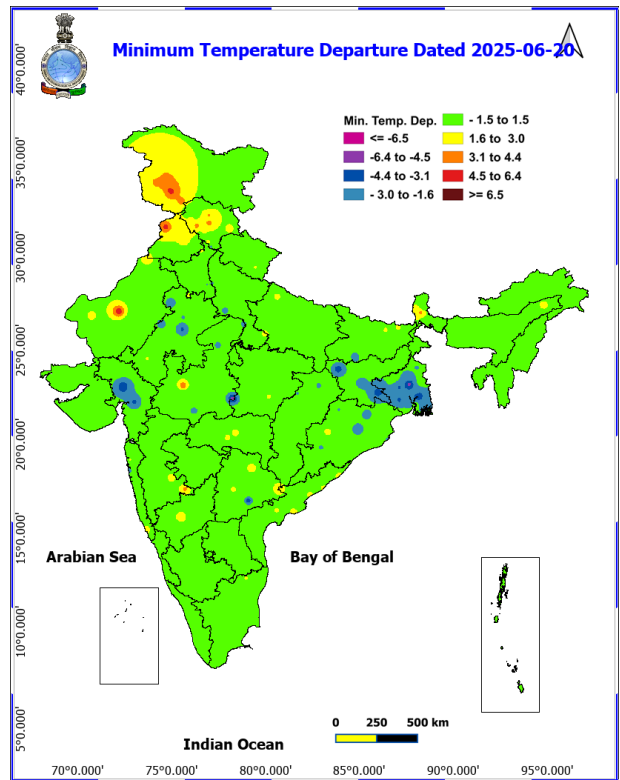 Minimum Temperature Departure Dated 2025-06-20
Min. Temp. Dep.
<= -6.5
-6.4 to -4.5
-4.4 to -3.1
- 3.0 to -1.6
- 1.5 to 1.5
1.6 to 3.0
3.1 to 4.4
4.5 to 6.4
>= 6.5
40°0.000'
35°0.000'
30°0.000'
25°0.000'
20°0.000'
15°0.000'
10°0.000'
5°0.000'
Arabian Sea
Bay of Bengal
Indian Ocean
0 250 500 km
70°0.000' 75°0.000' 80°0.000' 85°0.000' 90°0.000' 95°0.000'